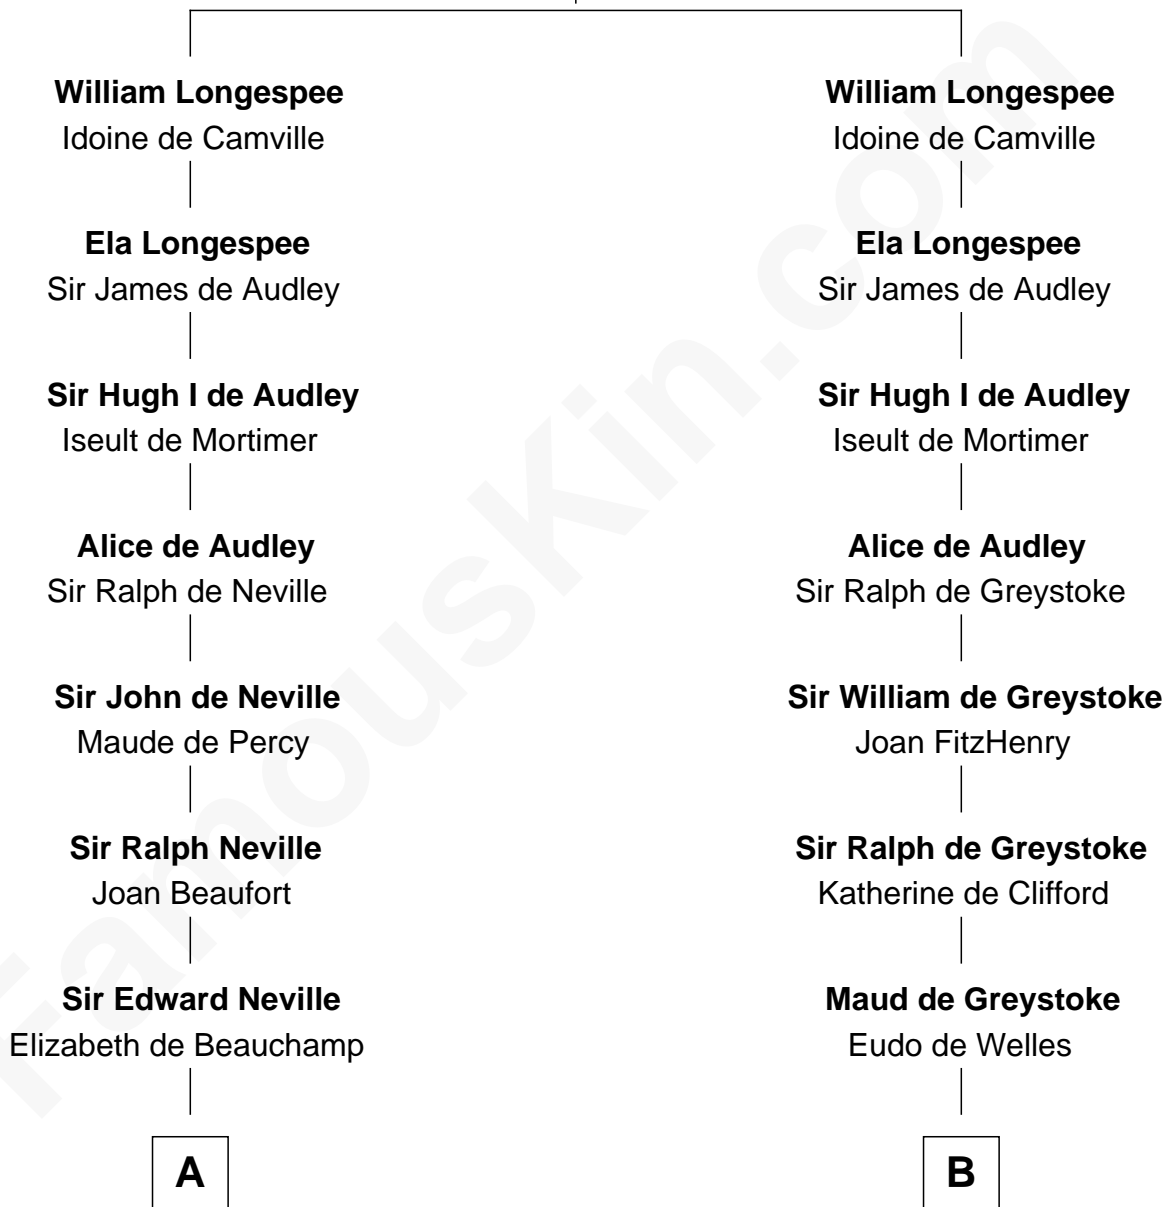 William Longespee
Idoine de Camville
Ela Longespee
Sir James de Audley
Sir Hugh I de Audley
Iseult de Mortimer
Alice de Audley
Sir Ralph de Neville
Sir John de Neville
Maude de Percy
Sir Ralph Neville
Joan Beaufort
Sir Edward Neville
Elizabeth de Beauchamp
A
William Longespee
Idoine de Camville
Ela Longespee
Sir James de Audley
Sir Hugh I de Audley
Iseult de Mortimer
Alice de Audley
Sir Ralph de Greystoke
Sir William de Greystoke
Joan FitzHenry
Sir Ralph de Greystoke
Katherine de Clifford
Maud de Greystoke
Eudo de Welles
B
FamousKin.com